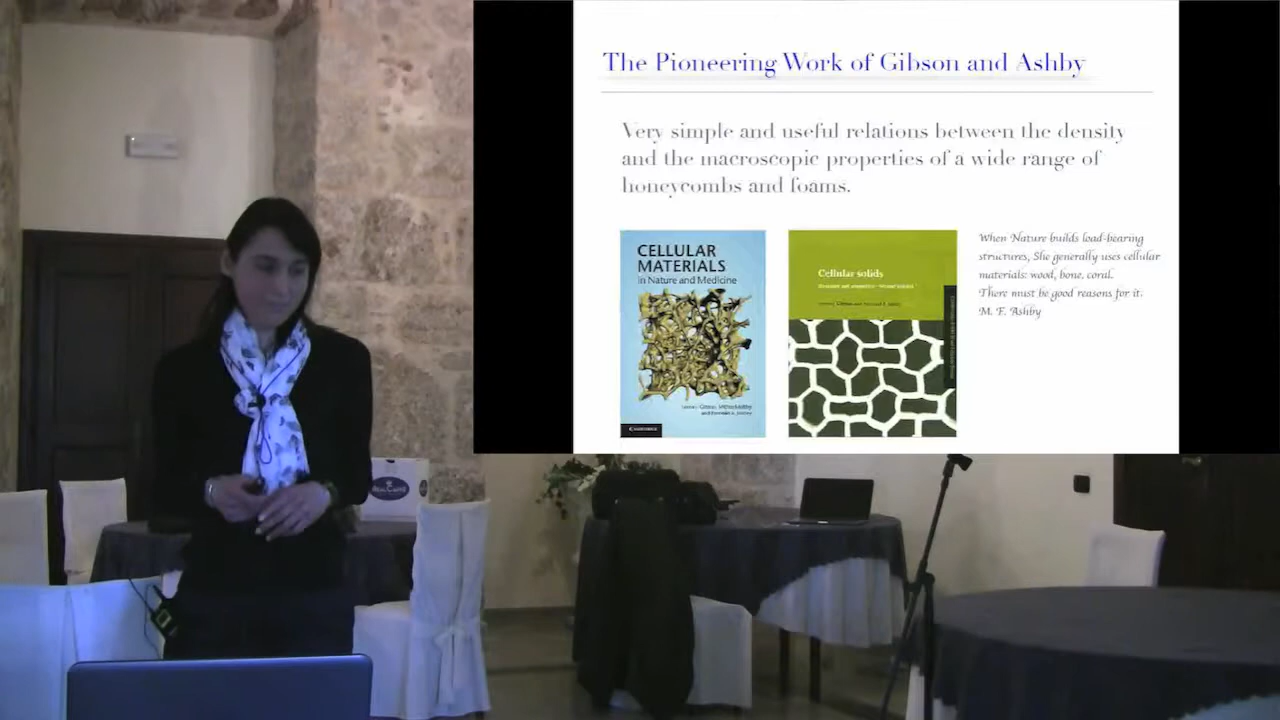 The Pioneering Work of Gibson and Ashby
Very simple and useful relations between the density
and the macroscopic properties of a wide range of
honeycombs and foams.
CELLULAR
MATERIALS
in Nature and Medicine
CAMBRIDGE
Cellular solids
When Nature builds load-bearing
structures, She generally uses cellular
materials: wood, bone, coral.
There must be good reasons for it.
M. F. Ashby